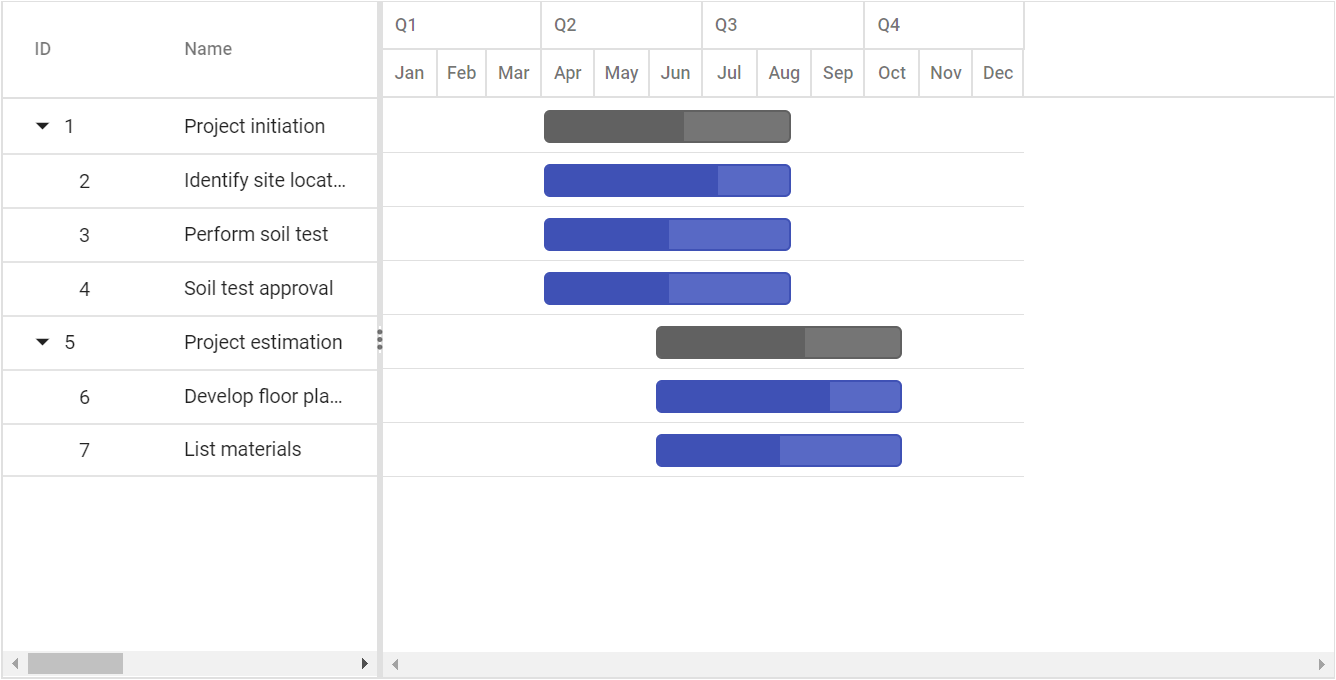 ID Name
Q1 Q2 Q3 Q4
Jan Feb Mar Apr May Jun Jul Aug Sep Oct Nov Dec
1 Project initiation
2 Identify site locat...
3 Perform soil test
4 Soil test approval
5 Project estimation
6 Develop floor pla...
7 List materials